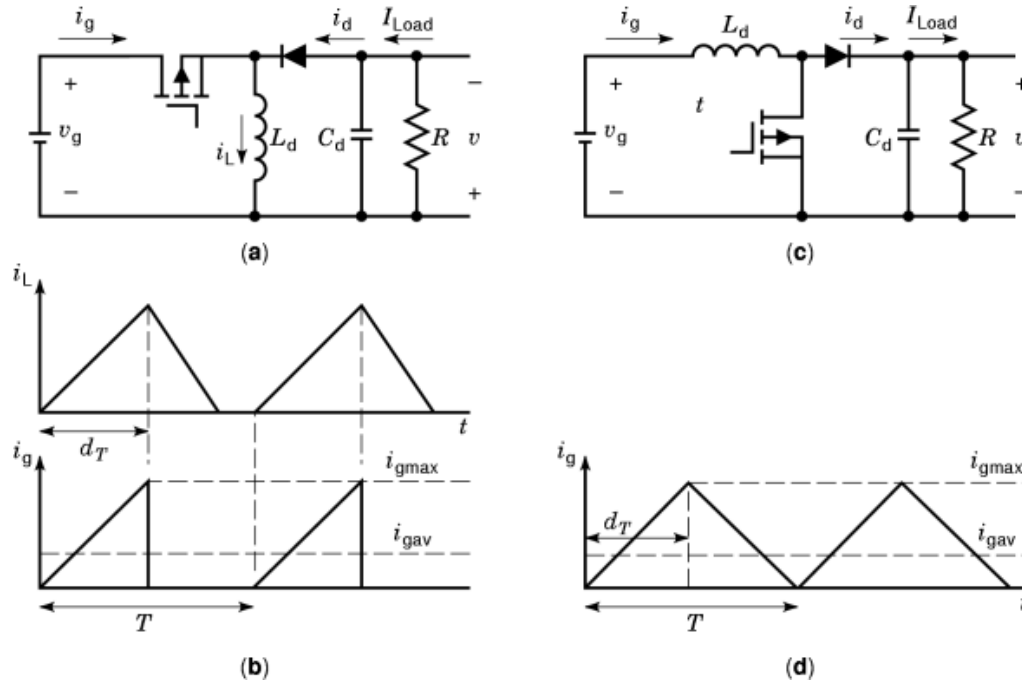 i_g i_d I_Load
+ −
v_g i_L L_d C_d R v
− +
(a)
i_g L_d i_d I_Load
+ t +
v_g C_d R
− −
(c)
i_L
t
d_T
i_g
i_gmax
i_gav
T
(b)
i_g
i_gmax
d_T
i_gav
T
(d)